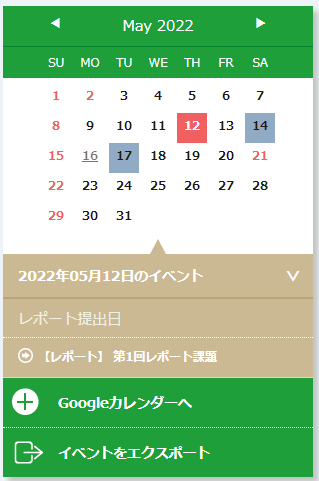 ◀ May 2022 ▶
SU MO TU WE TH FR SA
1 2 3 4 5 6 7
8 9 10 11 12 13 14
15 16 17 18 19 20 21
22 23 24 25 26 27 28
29 30 31
2022年05月12日のイベント
レポート提出日
【レポート】 第1回レポート課題
Googleカレンダーへ
イベントをエクスポート